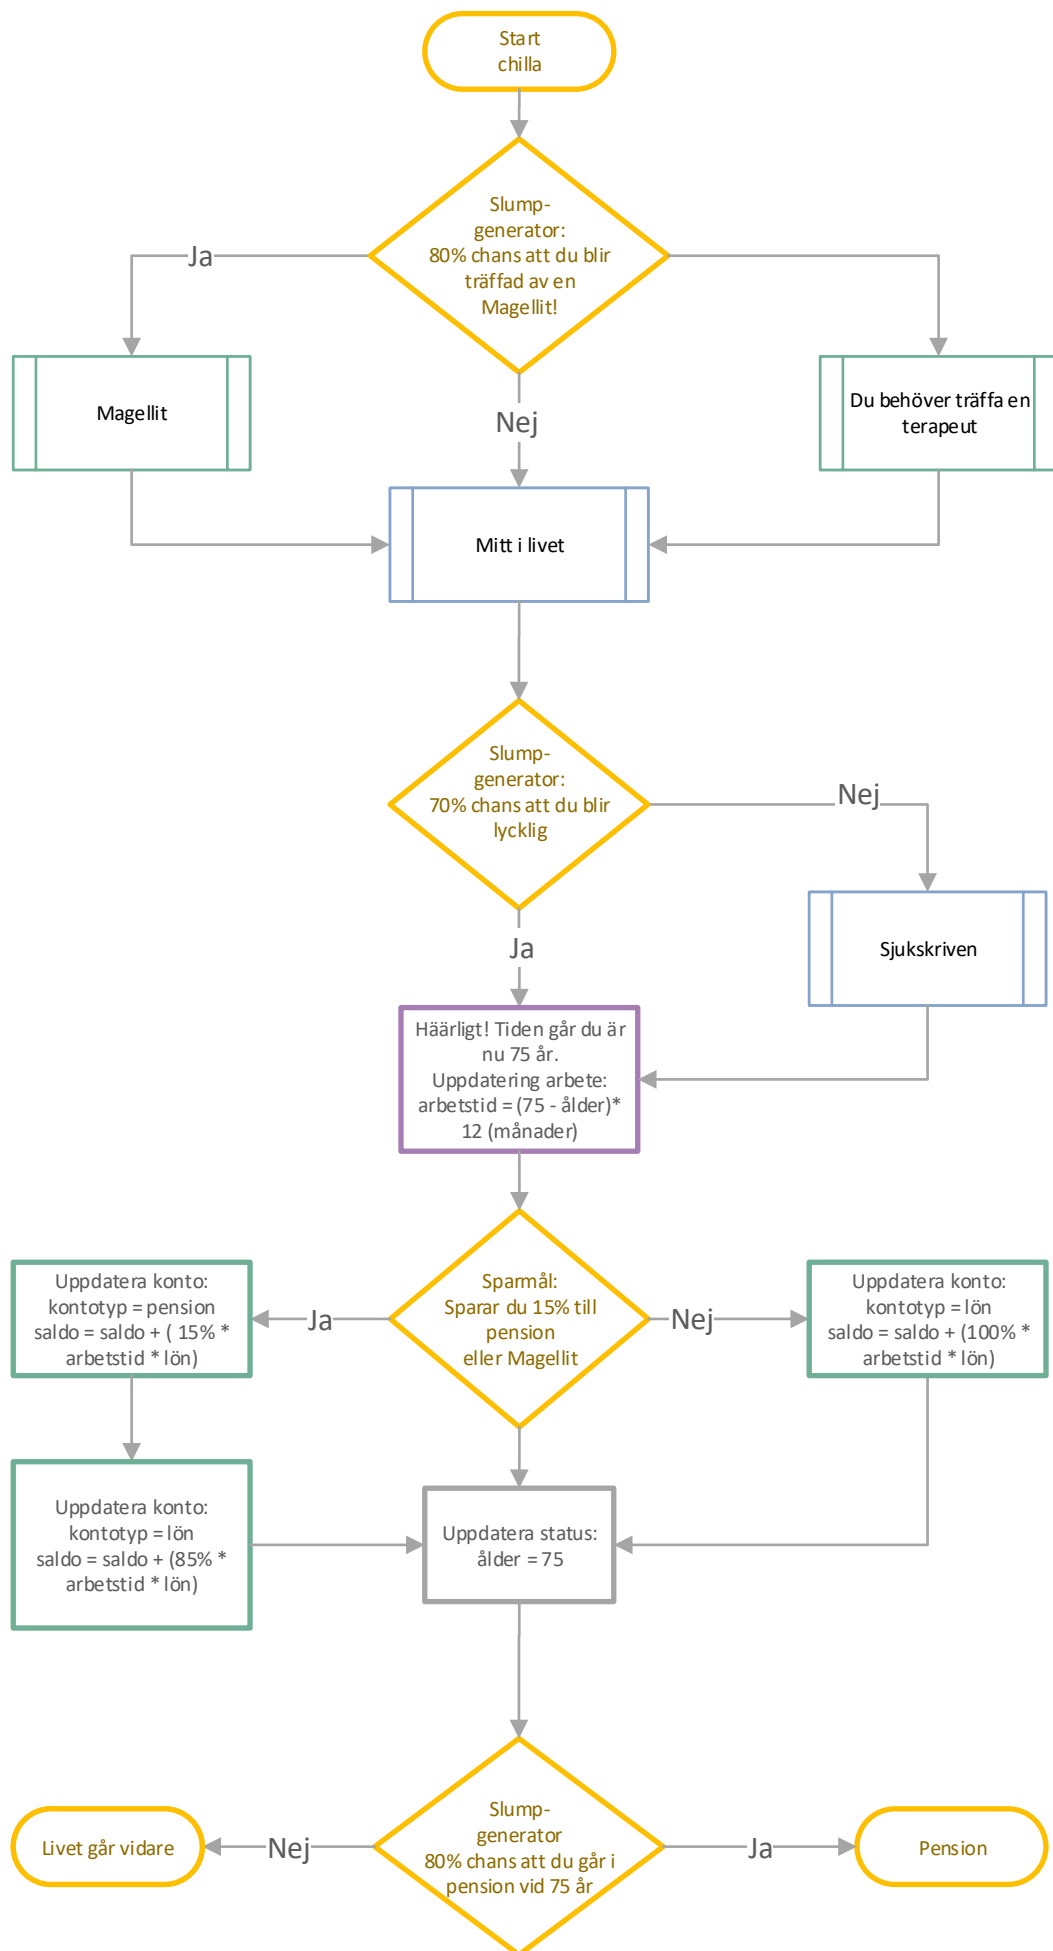 Start
chilla
Slump-
generator:
80% chans att du blir
träffad av en
Magellit!
Ja
Nej
Magellit
Du behöver träffa en
terapeut
Mitt i livet
Slump-
generator:
70% chans att du blir
lycklig
Nej
Ja
Sjukskriven
Häärligt! Tiden går du är
nu 75 år.
Uppdatering arbete:
arbetstid = (75 - ålder)*
12 (månader)
Uppdatera konto:
kontotyp = pension
saldo = saldo + ( 15% *
arbetstid * lön)
Ja
Sparmål:
Sparar du 15% till
pension
eller Magellit
Nej
Uppdatera konto:
kontotyp = lön
saldo = saldo + (100% *
arbetstid * lön)
Uppdatera konto:
kontotyp = lön
saldo = saldo + (85% *
arbetstid * lön)
Uppdatera status:
ålder = 75
Livet går vidare
Nej
Slump-
generator
80% chans att du går i
pension vid 75 år
Ja
Pension